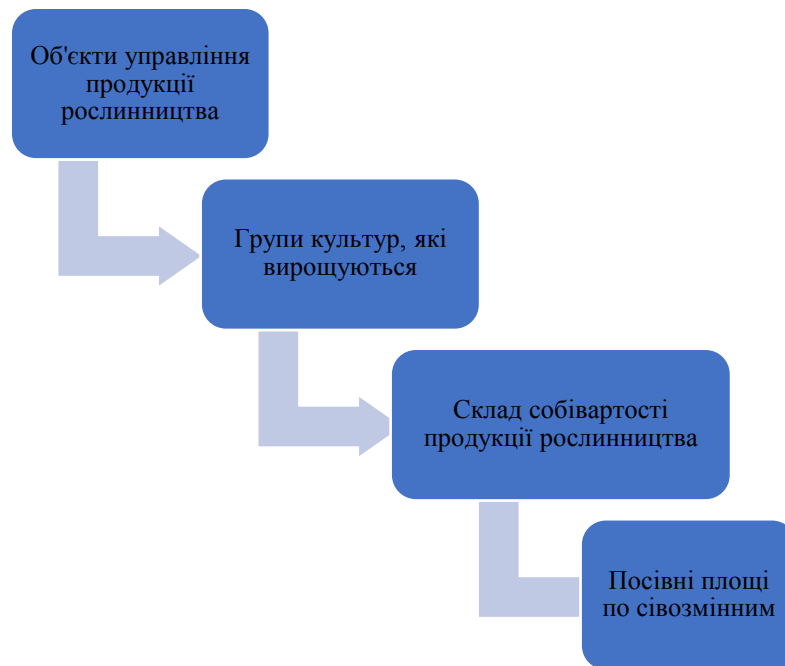 Об'єкти управління
продукції
рослинництва
Групи культур, які
вирощуються
Склад собівартості
продукції рослинництва
Посівні площі
по сівозмінним